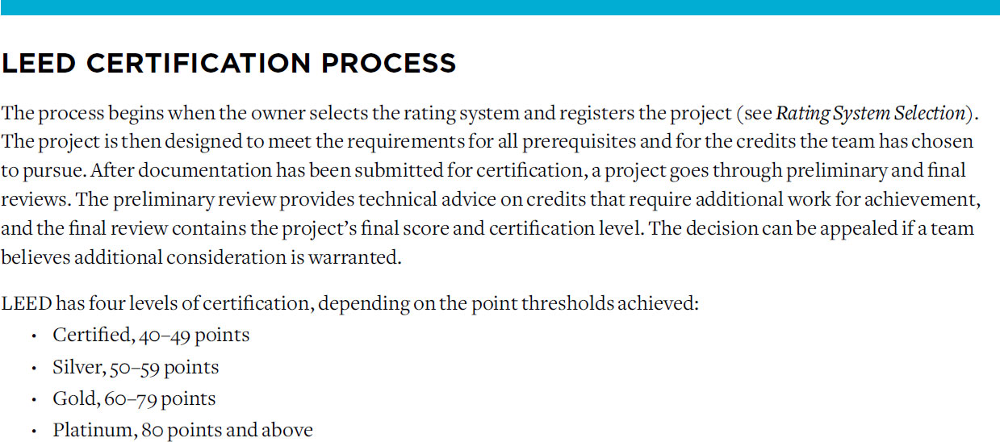 LEED CERTIFICATION PROCESS
The process begins when the owner selects the rating system and registers the project (see Rating System Selection).
The project is then designed to meet the requirements for all prerequisites and for the credits the team has chosen
to pursue. After documentation has been submitted for certification, a project goes through preliminary and final
reviews. The preliminary review provides technical advice on credits that require additional work for achievement,
and the final review contains the project’s final score and certification level. The decision can be appealed if a team
believes additional consideration is warranted.
LEED has four levels of certification, depending on the point thresholds achieved:
• Certified, 40–49 points
• Silver, 50–59 points
• Gold, 60–79 points
• Platinum, 80 points and above